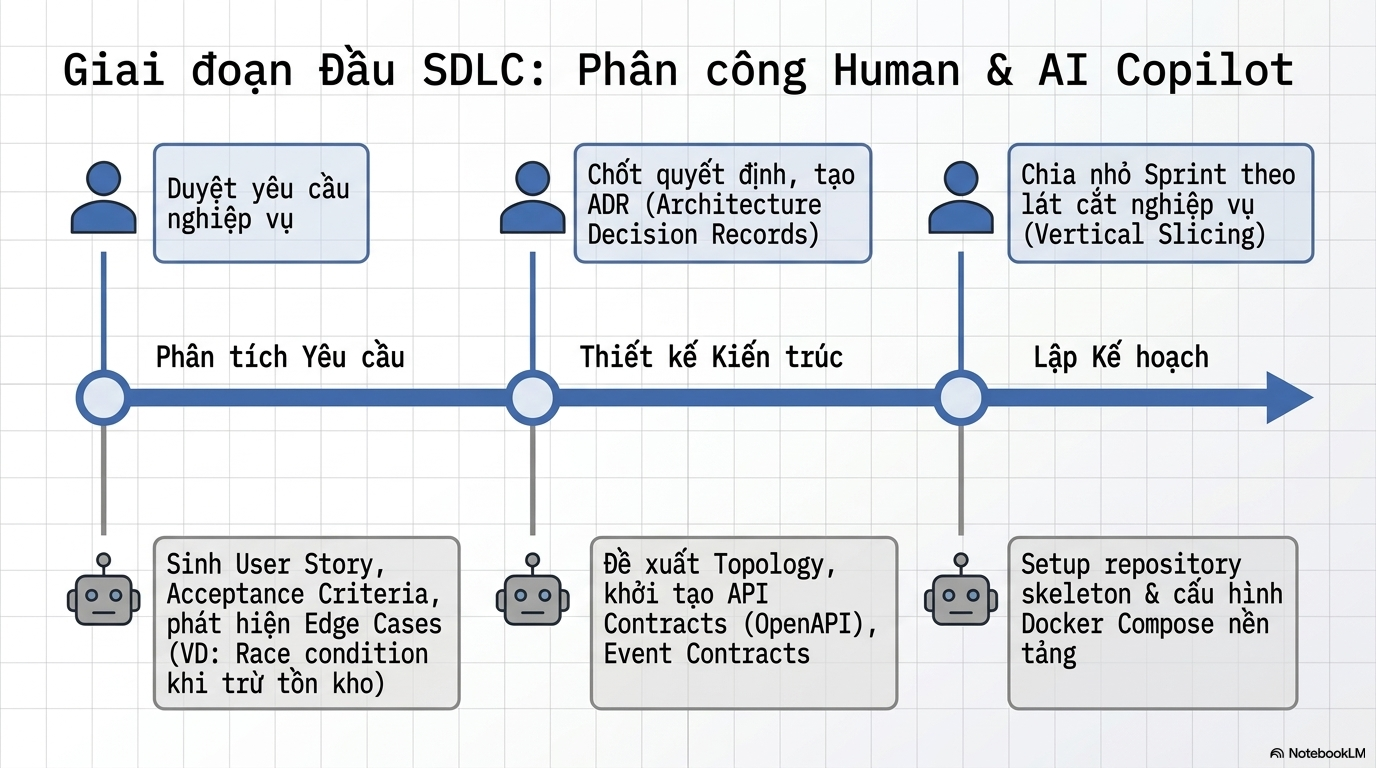 Giai đoạn Đầu SDLC: Phân công Human & AI Copilot
Duyệt yêu cầu
nghiệp vụ
Chốt quyết định, tạo
ADR (Architecture
Decision Records)
Chia nhỏ Sprint theo
lát cắt nghiệp vụ
(Vertical Slicing)
Phân tích Yêu cầu
Thiết kế Kiến trúc
Lập Kế hoạch
Sinh User Story,
Acceptance Criteria,
phát hiện Edge Cases
(VD: Race condition
khi trừ tồn kho)
Đề xuất Topology,
khởi tạo API
Contracts (OpenAPI),
Event Contracts
Setup repository
skeleton & cấu hình
Docker Compose nền
tảng
NotebookLM